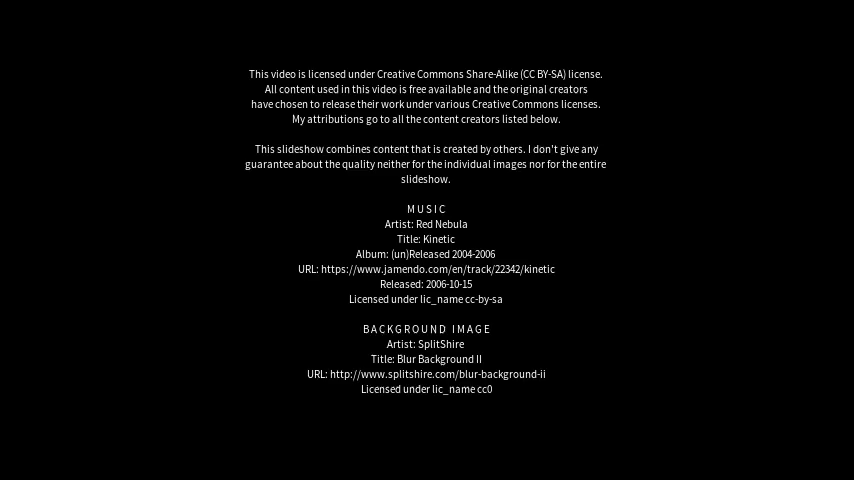 This video is licensed under Creative Commons Share-Alike (CC BY-SA) license.
All content used in this video is free available and the original creators
have chosen to release their work under various Creative Commons licenses.
My attributions go to all the content creators listed below.
This slideshow combines content that is created by others. I don't give any
guarantee about the quality neither for the individual images nor for the entire
slideshow.
MUSIC
Artist: Red Nebula
Title: Kinetic
Album: (un)Released 2004-2006
URL: https://www.jamendo.com/en/track/22342/kinetic
Released: 2006-10-15
Licensed under lic_name cc-by-sa
BACKGROUND IMAGE
Artist: SplitShire
Title: Blur Background II
URL: http://www.splitshire.com/blur-background-ii
Licensed under lic_name cc0